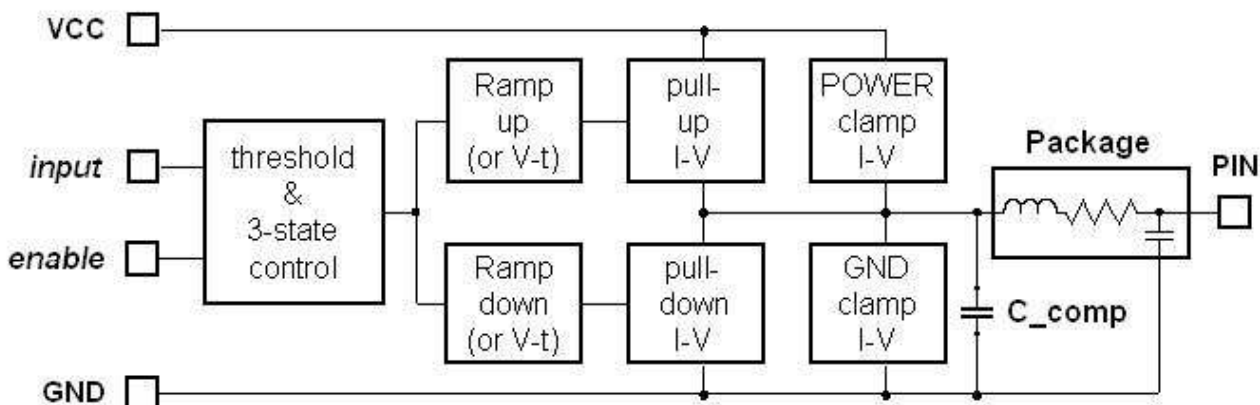 VCC
Ramp
up
(or V-t)
pull-
up
I-V
POWER
clamp
I-V
Package
PIN
input
threshold
&
3-state
control
enable
Ramp
down
(or V-t)
pull-
down
I-V
GND
clamp
I-V
C_comp
GND